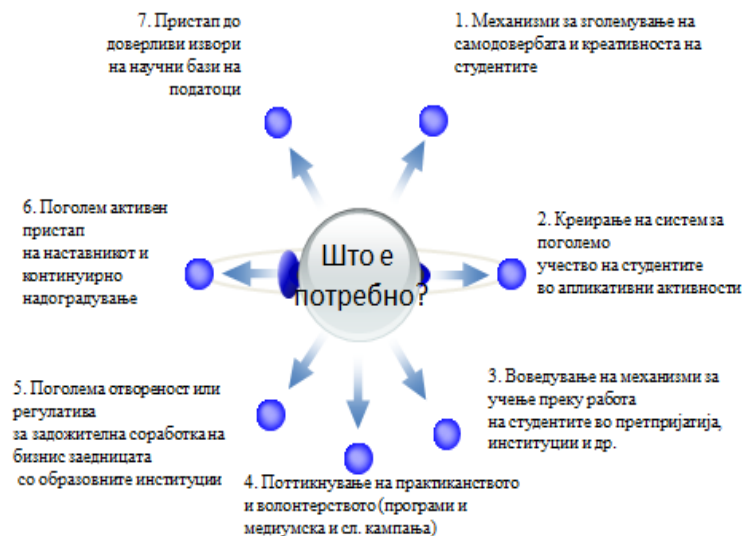 Што е
потребно?
1. Механизми за зголемување на
самодовербата и креативноста на
студентите
2. Креирање на систем за
поголемо
учество на студентите
во апликативни активности
3. Воведување на механизми за
учење преку работа
на студентите во претпријатија,
институции и др.
4. Поттикнување на практиканството
и волонтерството (програми и
медиумска и сл. кампања)
5. Поголема отвореност или
регулатива
за задожителна соработка на
бизнис заедницата
со образовните институции
6. Поголем активен
пристап
на наставникот и
континуирно
надоградување
7. Пристап до
доверливи извори
на научни бази на
податоци